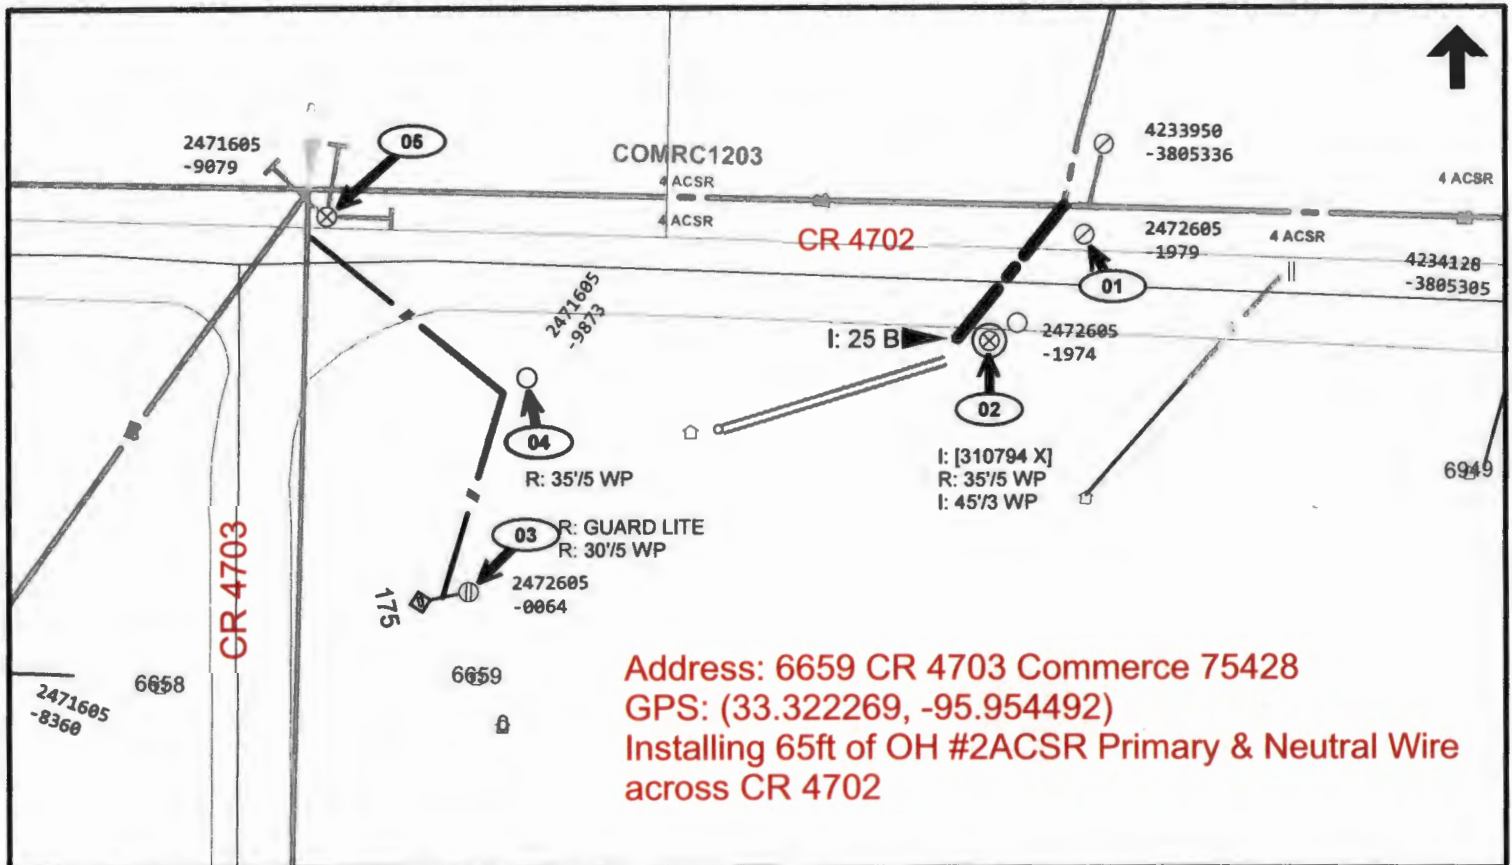 2471605
-9079
05
COMRC1203
4 ACSR
4 ACSR
CR 4702
4233950
-3805336
4 ACSR
2472605
-1979
4 ACSR
4234128
-3805305
01
2471605
-9873
I: 25 B
2472605
-1974
02
04
R: 35'/5 WP
I: [310794 X]
R: 35'/5 WP
I: 45'/3 WP
6949
03
R: GUARD LITE
R: 30'/5 WP
2472605
-0064
175
CR 4703
6658
6659
2471605
-8360
Address: 6659 CR 4703 Commerce 75428
GPS: (33.322269, -95.954492)
Installing 65ft of OH #2ACSR Primary & Neutral Wire
across CR 4702